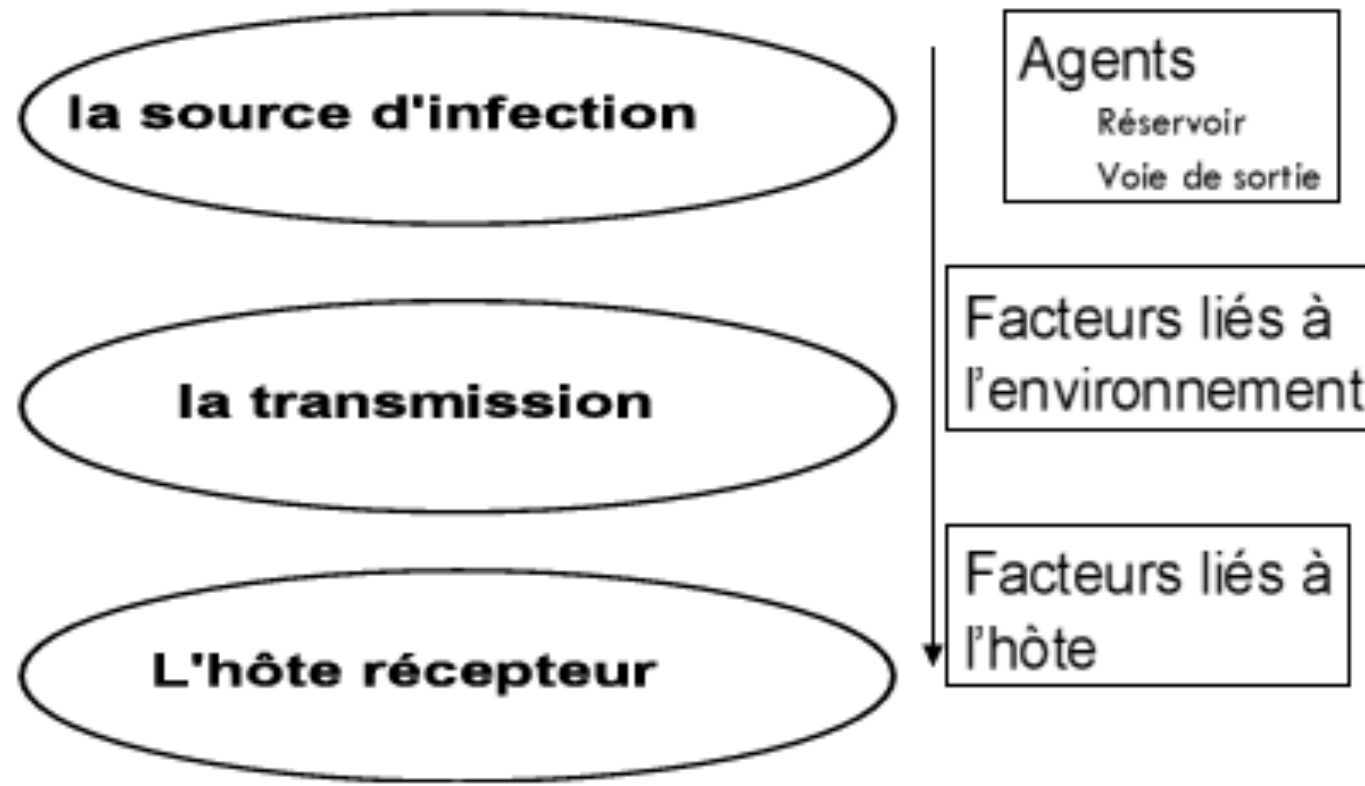 la source d'infection
Agents
Réservoir
Voie de sortie
la transmission
Facteurs liés à
l'environnement
L'hôte récepteur
Facteurs liés à
l'hôte